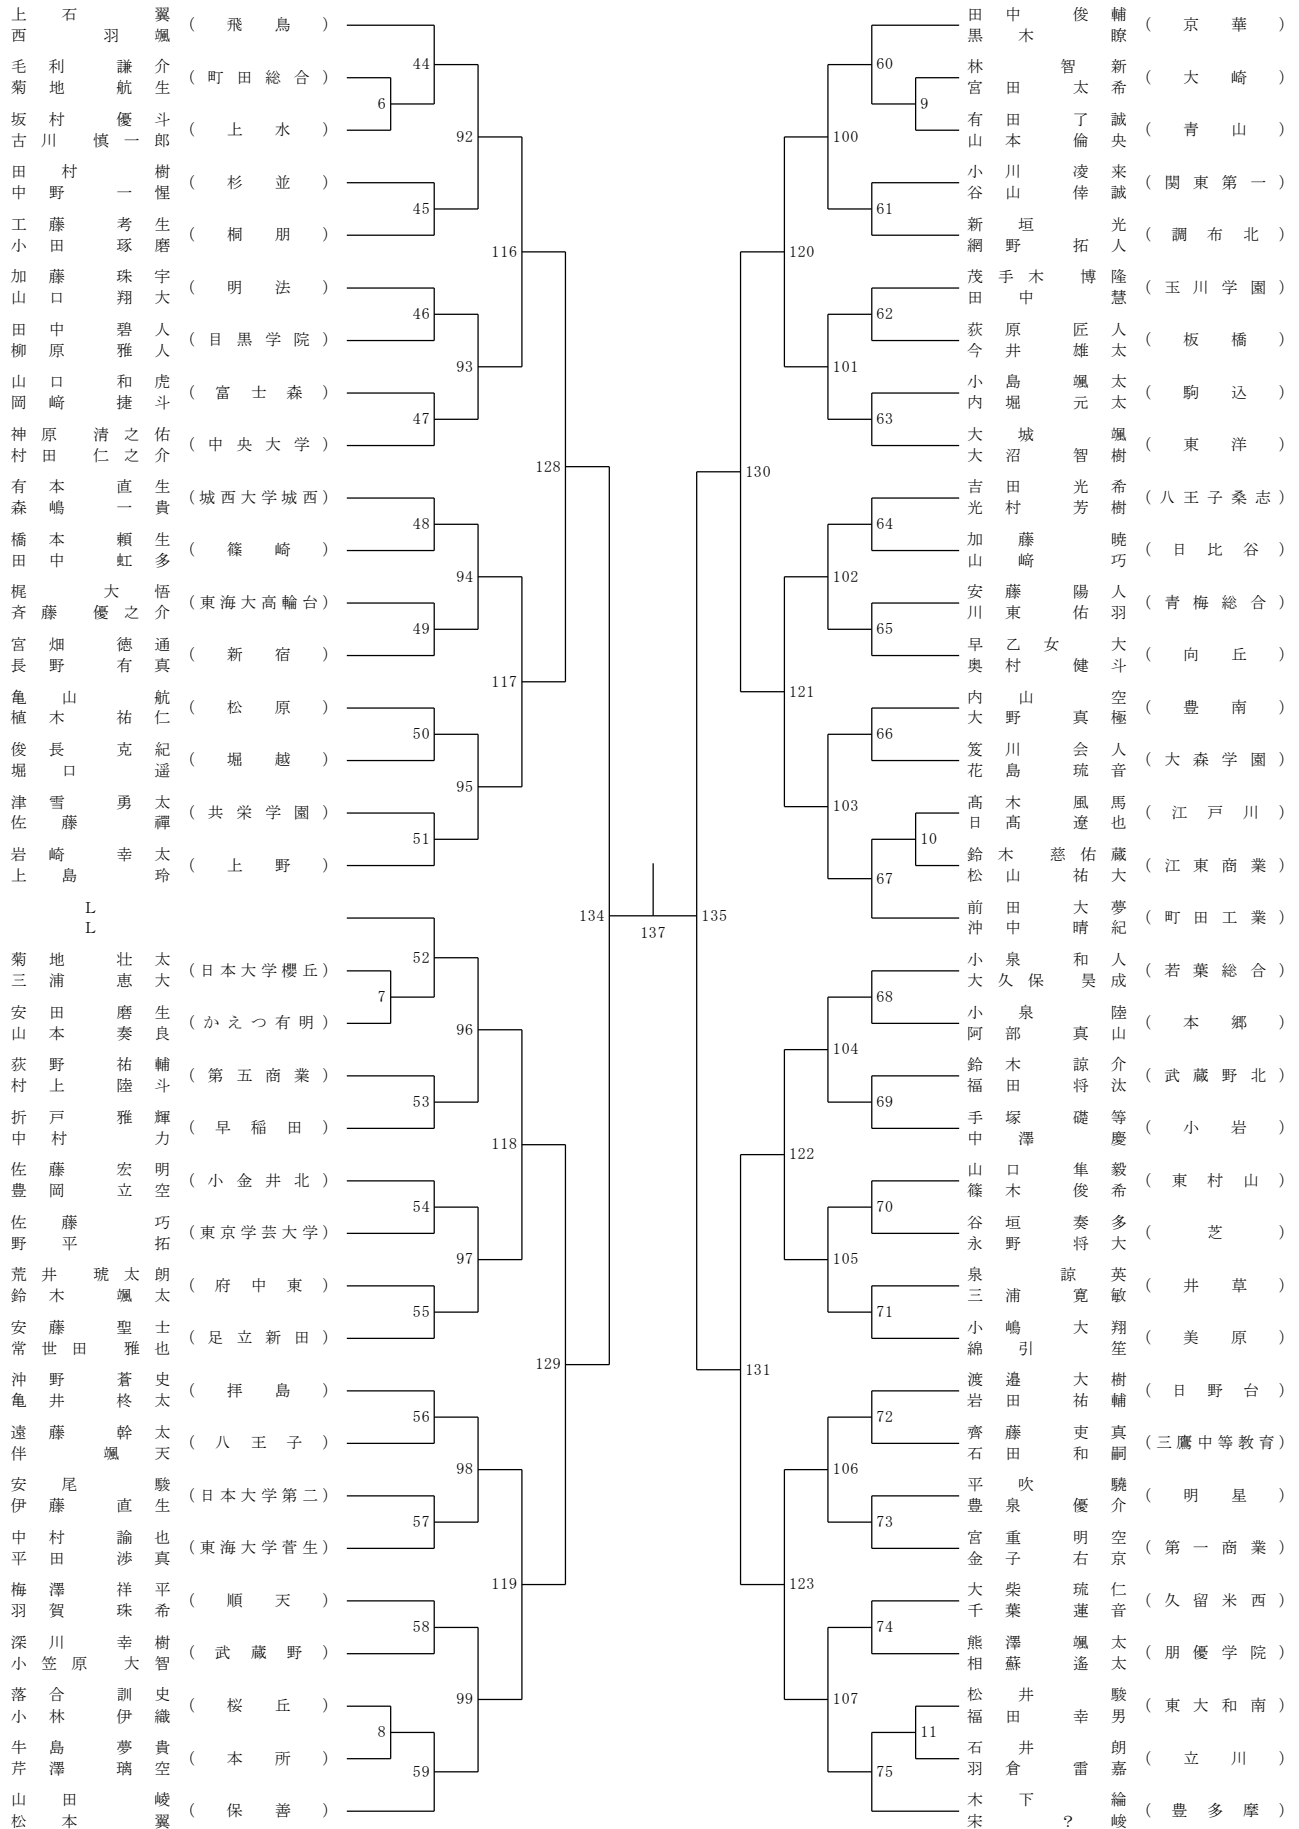 上石 翼
西 羽颯 (飛鳥)
毛利 謙介
菊地 航生 (町田総合)
坂村 優斗
古川 慎一郎 (上水)
田村 樹
中野 一惺 (杉並)
工藤 考生
小田 琢磨 (桐朋)
加藤 珠宇
山口 翔大 (明法)
田中 碧人
柳原 雅人 (目黒学院)
山口 和虎
岡﨑 捷斗 (富士森)
神原 清之佑
村田 仁之介 (中央大学)
有本 直生
森嶋 一貴 (城西大学城西)
橋本 頼生
田中 虹多 (篠崎)
梶 大悟
斉藤 優之介 (東海大高輪台)
宮畑 徳通
長野 有真 (新宿)
亀山 航
植木 祐仁 (松原)
俊長 克紀
堀口 遥 (堀越)
津雪 勇太
佐藤 禪 (共栄学園)
岩崎 幸太
上島 玲 (上野)
L
L
菊地 壮太
三浦 恵大 (日本大学櫻丘)
安田 磨生
山本 奏良 (かえつ有明)
荻野 祐輔
村上 陸斗 (第五商業)
折戸 雅輝
中村 力 (早稲田)
佐藤 宏明
豊岡 立空 (小金井北)
佐藤 巧
野平 拓 (東京学芸大学)
荒井 琥太朗
鈴木 颯太 (府中東)
安藤 聖士
常世田 雅也 (足立新田)
沖野 蒼史
亀井 柊太 (拝島)
遠藤 幹太
伴 颯天 (八王子)
安尾 駿
伊藤 直生 (日本大学第二)
中村 諭也
平田 渉真 (東海大学菅生)
梅澤 祥平
羽賀 珠希 (順天)
深川 幸樹
小笠原 大智 (武蔵野)
落合 訓史
小林 伊織 (桜丘)
牛島 夢貴
芹澤 璃空 (本所)
山田 崚
松本 翼 (保善)
44
6
92
45
116
46
93
47
128
48
94
49
117
50
95
51
134
52
7
96
53
118
54
97
55
129
56
98
57
119
58
99
8
59
137
135
60
9
100
61
120
62
101
63
130
64
102
65
121
66
103
10
67
68
104
69
122
70
105
71
131
72
106
73
123
74
107
11
75
田中 俊輔
黒木 瞭 (京華)
林 智新
宮田 太希 (大崎)
有田 了誠
山本 倫央 (青山)
小川 凌来
谷山 倖誠 (関東第一)
新垣 光
網野 拓人 (調布北)
茂手木 博隆
田中 慧 (玉川学園)
荻原 匠人
今井 雄太 (板橋)
小島 颯太
内堀 元太 (駒込)
大城 颯
大沼 智樹 (東洋)
吉田 光希
光村 芳樹 (八王子桑志)
加藤 暁
山﨑 巧 (日比谷)
安藤 陽人
川東 佑羽 (青梅総合)
早乙女 大
奥村 健斗 (向丘)
内山 空
大野 真極 (豊南)
笈川 会人
花島 琉音 (大森学園)
髙木 風馬
日髙 遼也 (江戸川)
鈴木 慈佑蔵
松山 祐大 (江東商業)
前田 大夢
沖中 晴紀 (町田工業)
小泉 和人
大久保 昊成 (若葉総合)
小泉 陸
阿部 真山 (本郷)
鈴木 諒介
福田 将汰 (武蔵野北)
手塚 礎等
中澤 慶 (小岩)
山口 隼毅
篠木 俊希 (東村山)
谷垣 奏多
永野 将大 (芝)
泉 諒英
三浦 寛敏 (井草)
小嶋 大翔
綿引 笙 (美原)
渡邉 大樹
岩田 祐輔 (日野台)
齊藤 吏真
石田 和嗣 (三鷹中等教育)
平吹 驍
豊泉 優介 (明星)
宮重 明空
金子 右京 (第一商業)
大柴 琉仁
千葉 蓮音 (久留米西)
熊澤 颯太
相蘇 遙太 (朋優学院)
松井 駿
福田 幸男 (東大和南)
石井 朗
羽倉 雷嘉 (立川)
木下 綸
宋 ?峻 (豊多摩)